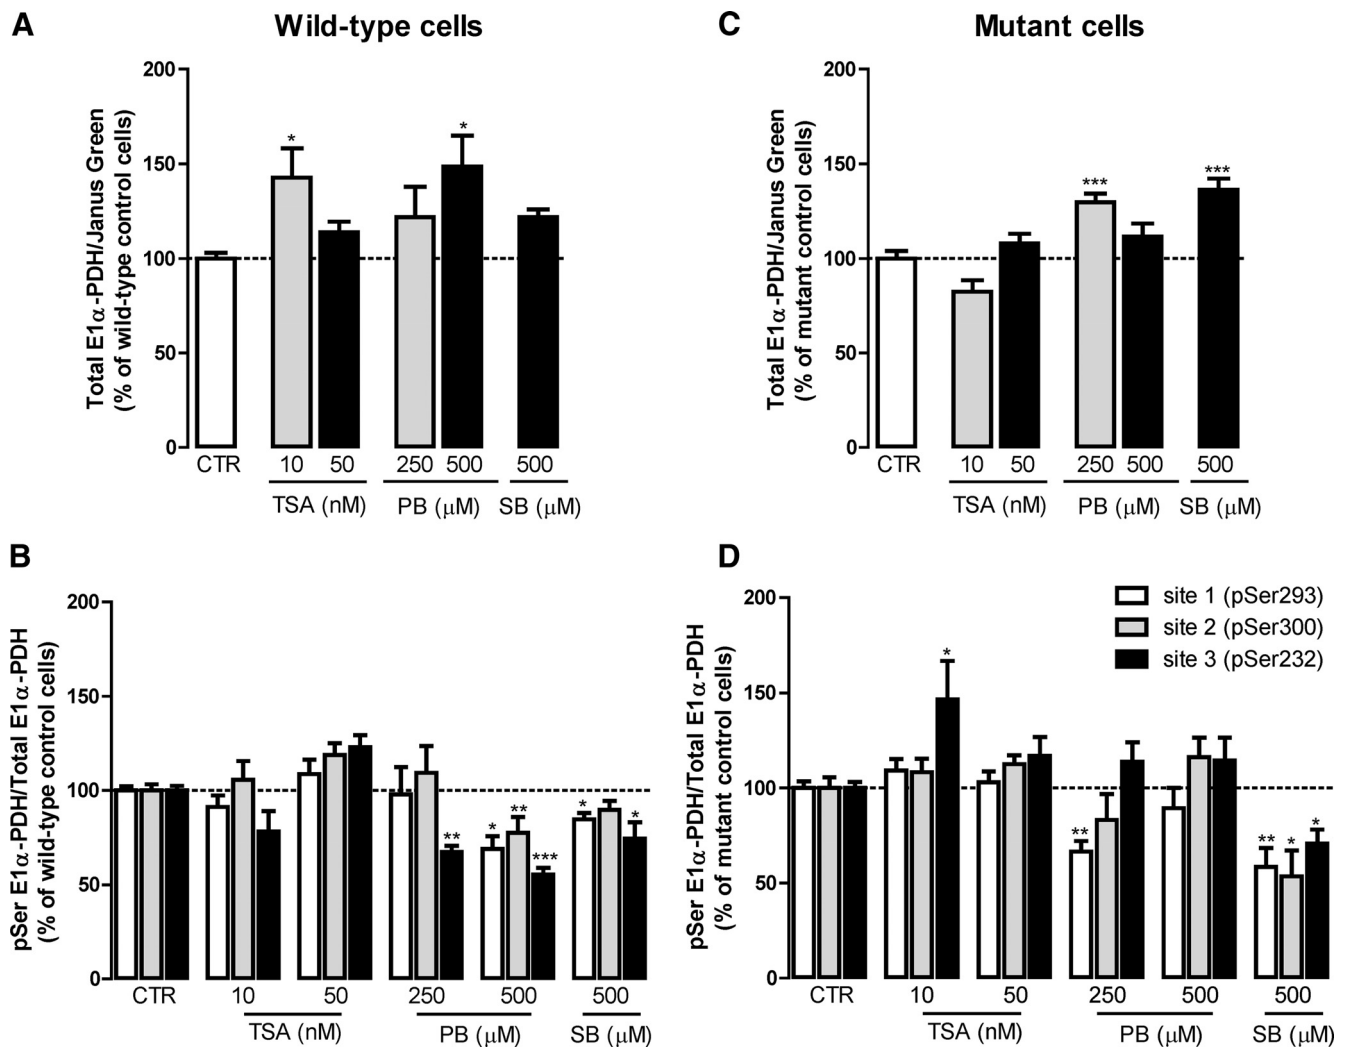 A
Wild-type cells
Total E1α-PDH/Janus Green
(% of wild-type control cells)
200
150
100
50
0
*
*
CTR
10
50
250
500
500
TSA (nM)
PB (μM)
SB (μM)
C
Mutant cells
Total E1α-PDH/Janus Green
(% of mutant control cells)
200
150
100
50
0
***
***
CTR
10
50
250
500
500
TSA (nM)
PB (μM)
SB (μM)
B
pSer E1α-PDH/Total E1α-PDH
(% of wild-type control cells)
200
150
100
50
0
**
*
**
***
*
*
CTR
10
50
250
500
500
TSA (nM)
PB (μM)
SB (μM)
D
pSer E1α-PDH/Total E1α-PDH
(% of mutant control cells)
200
150
100
50
0
site 1 (pSer293)
site 2 (pSer300)
site 3 (pSer232)
*
**
**
*
*
CTR
10
50
250
500
500
TSA (nM)
PB (μM)
SB (μM)